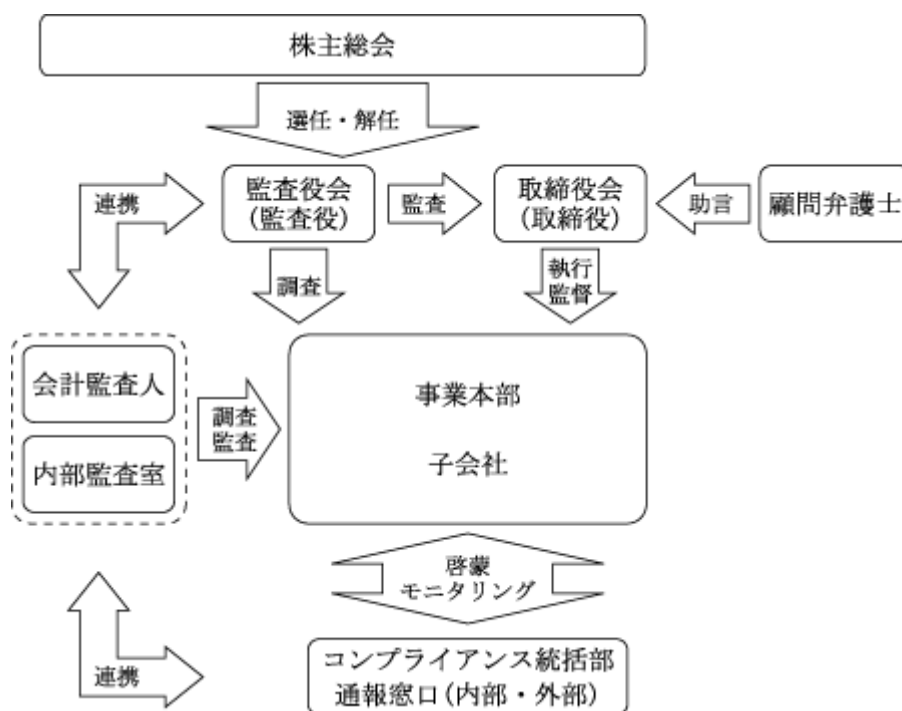 株主総会
選任・解任
連携
監査役会
(監査役)
監査
取締役会
(取締役)
助言
顧問弁護士
調査
執行
監督
会計監査人
内部監査室
調査
監査
事業本部
子会社
啓蒙
モニタリング
連携
コンプライアンス統括部
通報窓口(内部・外部)